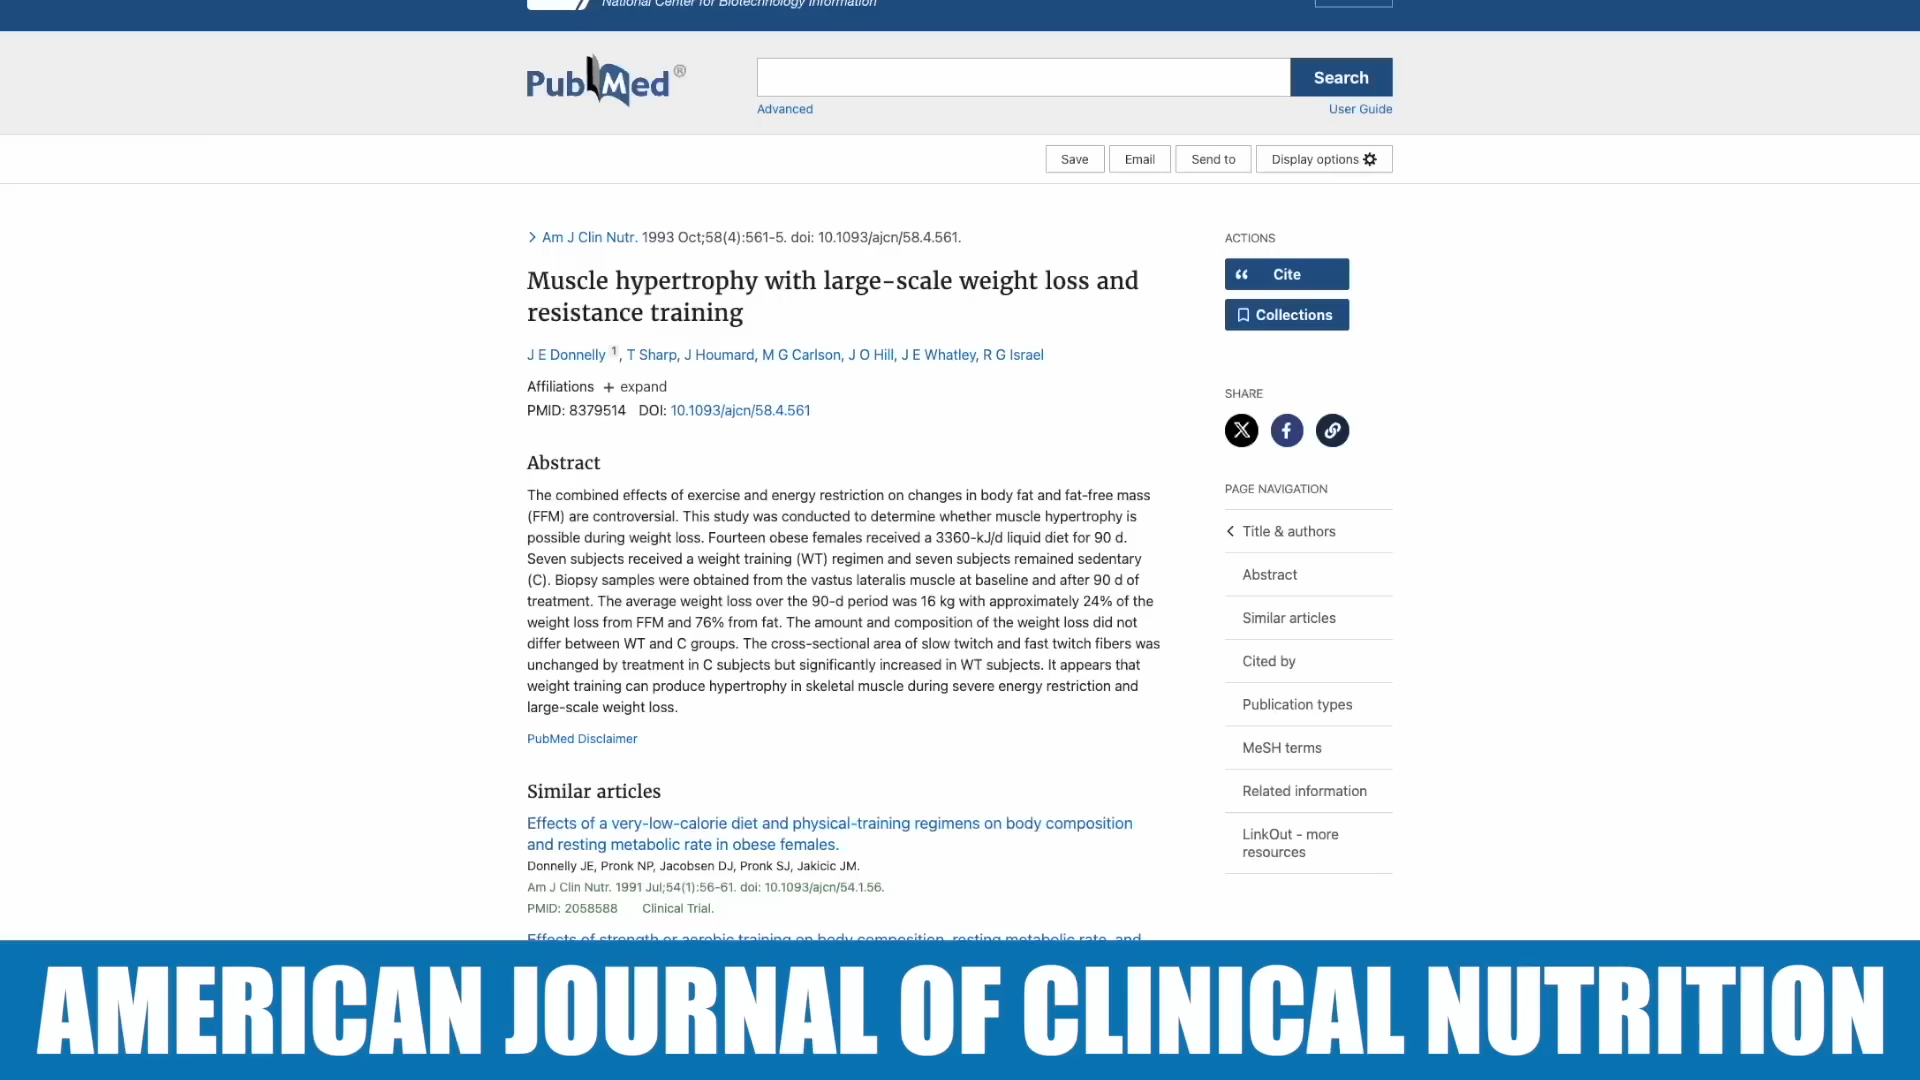 National Center for Biotechnology Information
PubMed®
Search
Advanced
User Guide
Save
Email
Send to
Display options
> Am J Clin Nutr. 1993 Oct;58(4):561-5. doi: 10.1093/ajcn/58.4.561.
Muscle hypertrophy with large-scale weight loss and
resistance training
J E Donnelly 1, T Sharp, J Houmard, M G Carlson, J O Hill, J E Whatley, R G Israel
Affiliations + expand
PMID: 8379514 DOI: 10.1093/ajcn/58.4.561
Abstract
The combined effects of exercise and energy restriction on changes in body fat and fat-free mass
(FFM) are controversial. This study was conducted to determine whether muscle hypertrophy is
possible during weight loss. Fourteen obese females received a 3360-kJ/d liquid diet for 90 d.
Seven subjects received a weight training (WT) regimen and seven subjects remained sedentary
(C). Biopsy samples were obtained from the vastus lateralis muscle at baseline and after 90 d of
treatment. The average weight loss over the 90-d period was 16 kg with approximately 24% of the
weight loss from FFM and 76% from fat. The amount and composition of the weight loss did not
differ between WT and C groups. The cross-sectional area of slow twitch and fast twitch fibers was
unchanged by treatment in C subjects but significantly increased in WT subjects. It appears that
weight training can produce hypertrophy in skeletal muscle during severe energy restriction and
large-scale weight loss.
PubMed Disclaimer
Similar articles
Effects of a very-low-calorie diet and physical-training regimens on body composition
and resting metabolic rate in obese females.
Donnelly JE, Pronk NP, Jacobsen DJ, Pronk SJ, Jakicic JM.
Am J Clin Nutr. 1991 Jul;54(1):56-61. doi: 10.1093/ajcn/54.1.56.
PMID: 2058588 Clinical Trial.
Effects of strength or aerobic training on body composition, resting metabolic rate, and
ACTIONS
Cite
Collections
SHARE
PAGE NAVIGATION
Title & authors
Abstract
Similar articles
Cited by
Publication types
MeSH terms
Related information
LinkOut - more
resources
AMERICAN JOURNAL OF CLINICAL NUTRITION